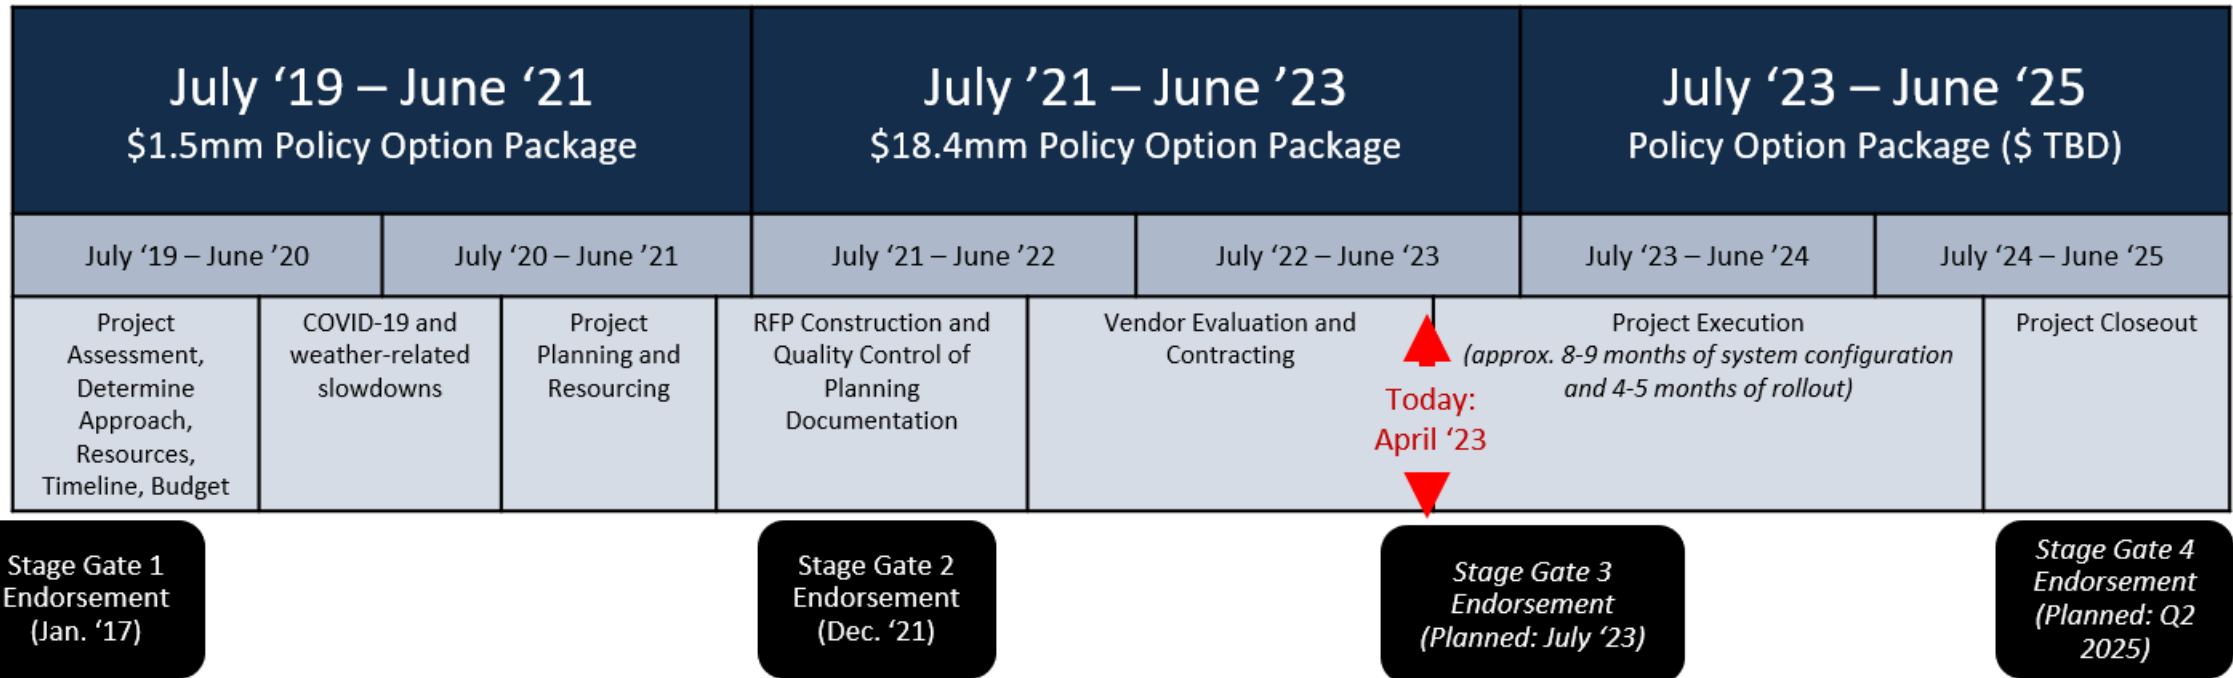 July ‘19 – June ‘21
$1.5mm Policy Option Package
July ’21 – June ’23
$18.4mm Policy Option Package
July ‘23 – June ‘25
Policy Option Package ($ TBD)
July ‘19 – June ’20
July ‘20 – June ’21
July ‘21 – June ’22
July ‘22 – June ‘23
July ‘23 – June ‘24
July ‘24 – June ‘25
Project
Assessment,
Determine
Approach,
Resources,
Timeline, Budget
COVID-19 and
weather-related
slowdowns
Project
Planning and
Resourcing
RFP Construction and
Quality Control of
Planning
Documentation
Vendor Evaluation and
Contracting
Today:
April ‘23
Project Execution
(approx. 8-9 months of system configuration
and 4-5 months of rollout)
Project Closeout
Stage Gate 1
Endorsement
(Jan. ‘17)
Stage Gate 2
Endorsement
(Dec. ‘21)
Stage Gate 3
Endorsement
(Planned: July ‘23)
Stage Gate 4
Endorsement
(Planned: Q2
2025)